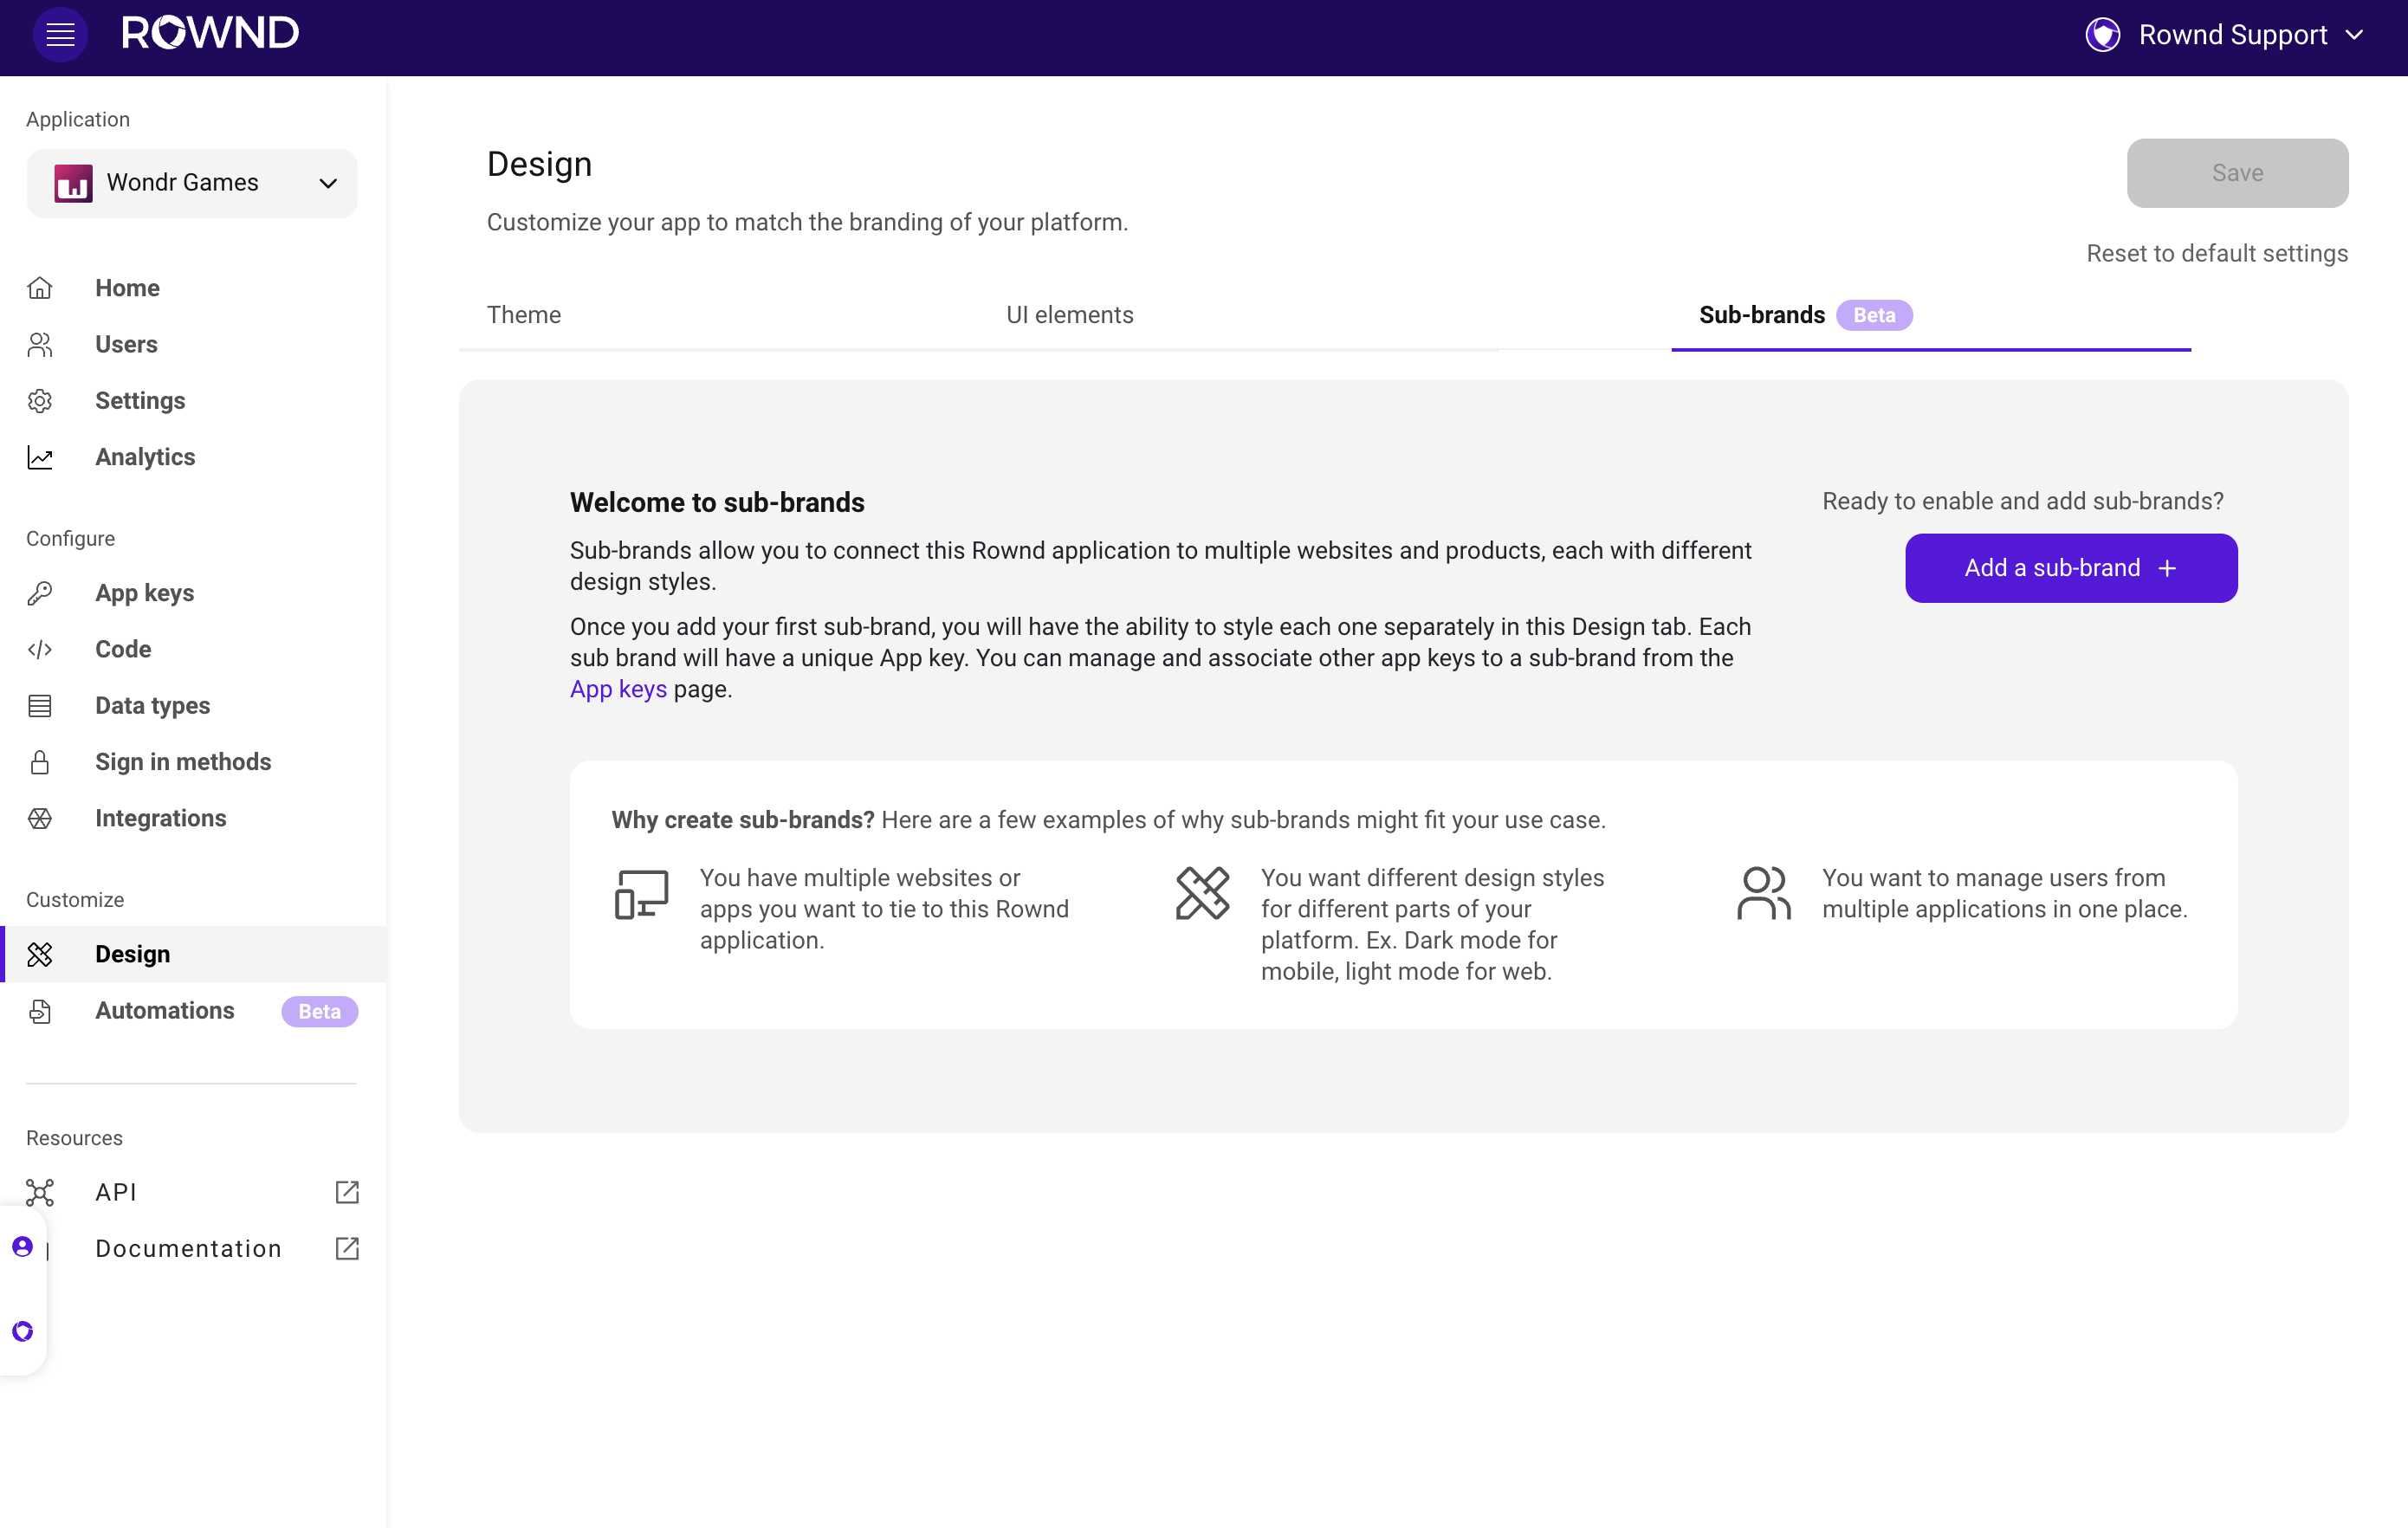 ROWND
Rownd Support
Application
Wondr Games
Home
Users
Settings
Analytics
Configure
App keys
Code
Data types
Sign in methods
Integrations
Customize
Design
Automations Beta
Resources
API
Documentation
Design
Customize your app to match the branding of your platform.
Save
Reset to default settings
Theme
UI elements
Sub-brands Beta
Welcome to sub-brands
Sub-brands allow you to connect this Rownd application to multiple websites and products, each with different
design styles.
Once you add your first sub-brand, you will have the ability to style each one separately in this Design tab. Each
sub brand will have a unique App key. You can manage and associate other app keys to a sub-brand from the
App keys page.
Ready to enable and add sub-brands?
Add a sub-brand +
Why create sub-brands? Here are a few examples of why sub-brands might fit your use case.
You have multiple websites or
apps you want to tie to this Rownd
application.
You want different design styles
for different parts of your
platform. Ex. Dark mode for
mobile, light mode for web.
You want to manage users from
multiple applications in one place.